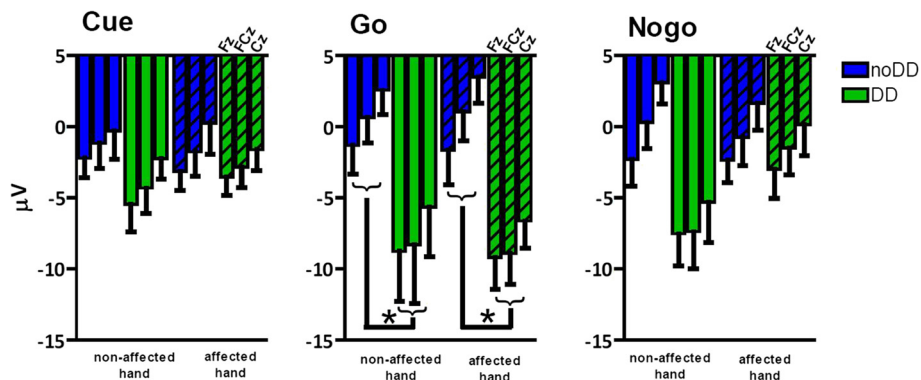 Cue
Go
Nogo
Fz FCz Cz
Fz FCz Cz
Fz FCz Cz
noDD
DD
µV
5
0
-5
-10
-15
5
0
-5
-10
-15
5
0
-5
-10
-15
*
*
non-affected
hand
affected
hand
non-affected
hand
affected
hand
non-affected
hand
affected
hand